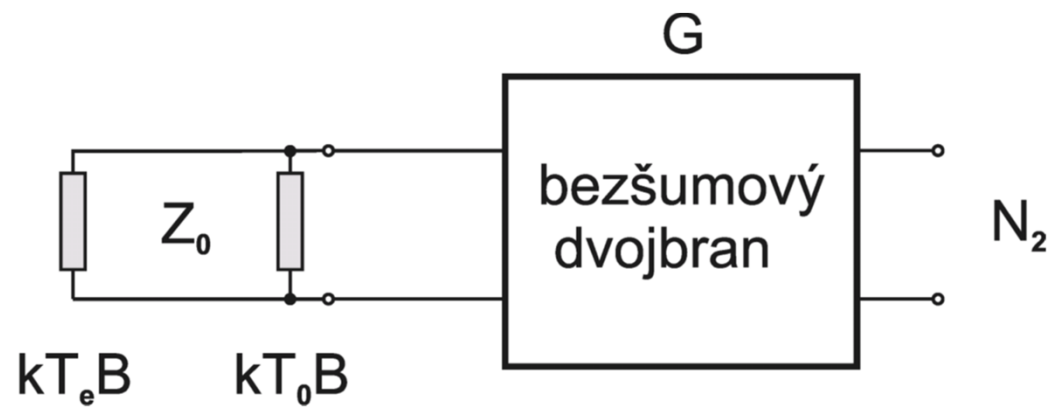 G
bezšumový
dvojbran
Z₀
N₂
kTₑB
kT₀B